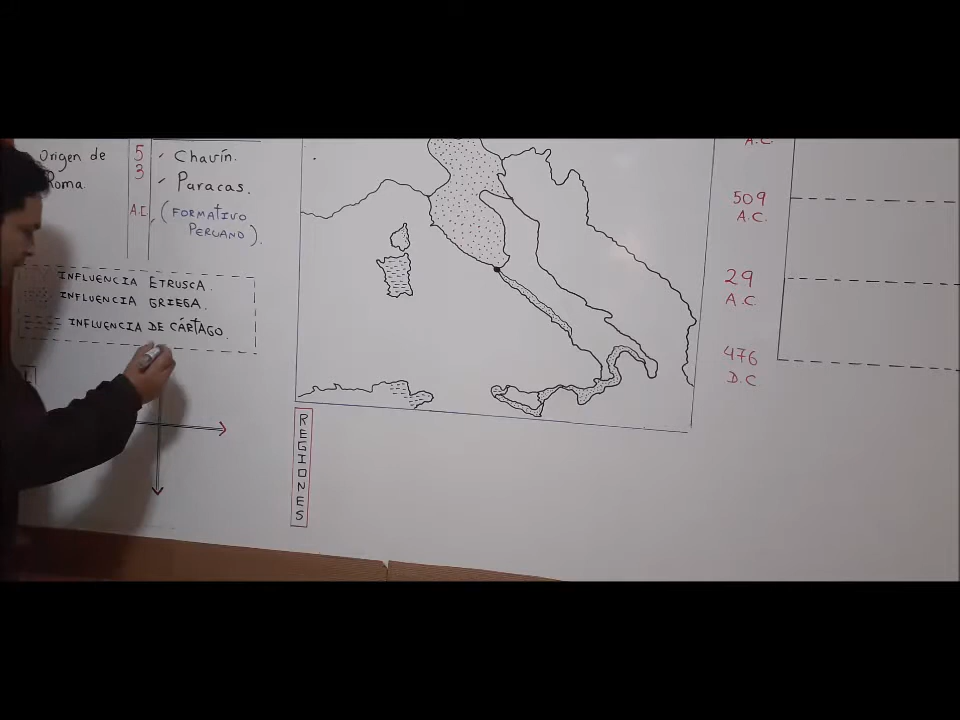 Origen de
Roma.
5
3
A.C.
Chavín.
Paracas.
(FORMATIVO
PERUANO).
INFLUENCIA ETRUSCA.
INFLUENCIA GRIEGA.
INFLUENCIA DE CÁRTAGO.
REGIONES
A.C.
509
A.C.
29
A.C.
476
D.C